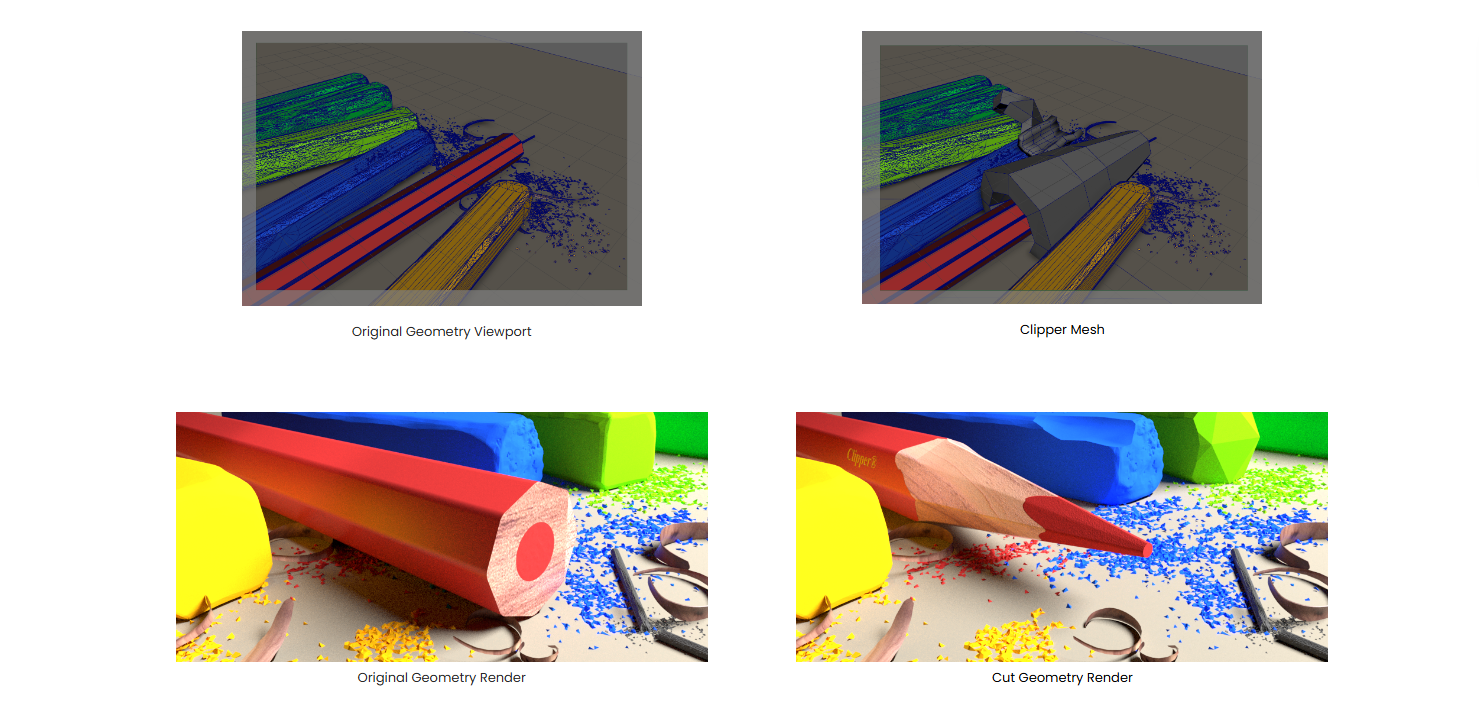 Original Geometry Viewport
Clipper Mesh
Clipper®
Original Geometry Render
Cut Geometry Render